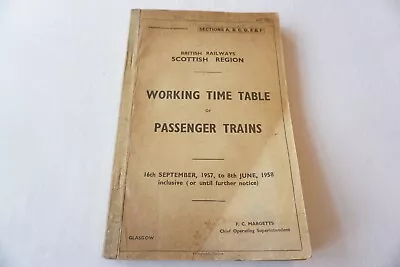 SECTIONS A, B, C, D, E & F
BRITISH RAILWAYS
SCOTTISH REGION
WORKING TIME TABLE
OF
PASSENGER TRAINS
16th SEPTEMBER, 1957, to 8th JUNE, 1958
inclusive (or until further notice)
F. C. MARGETTS
Chief Operating Superintendent
GLASGOW